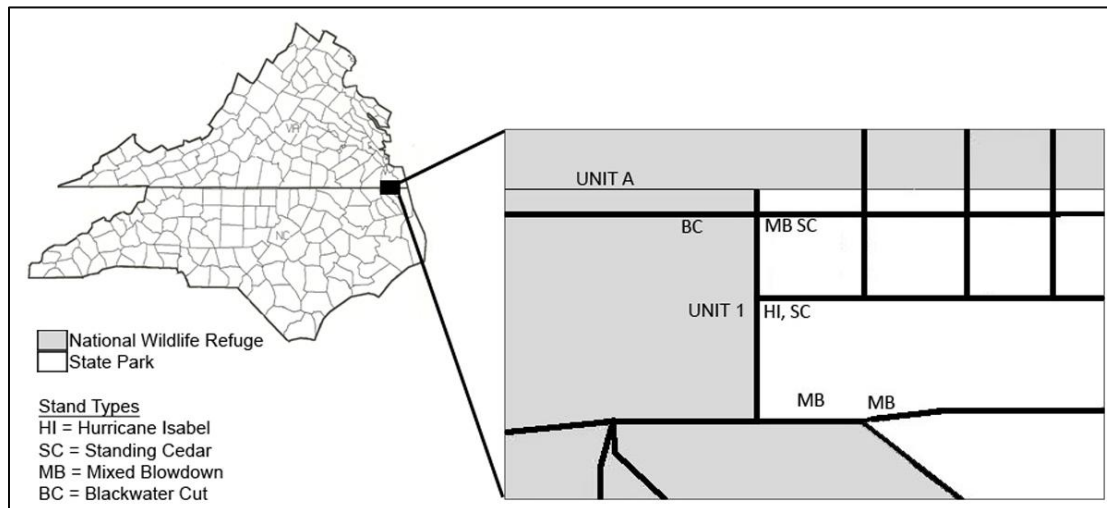 VA
NC
National Wildlife Refuge
State Park
Stand Types
HI = Hurricane Isabel
SC = Standing Cedar
MB = Mixed Blowdown
BC = Blackwater Cut
UNIT A
BC
MB SC
UNIT 1
HI, SC
MB
MB